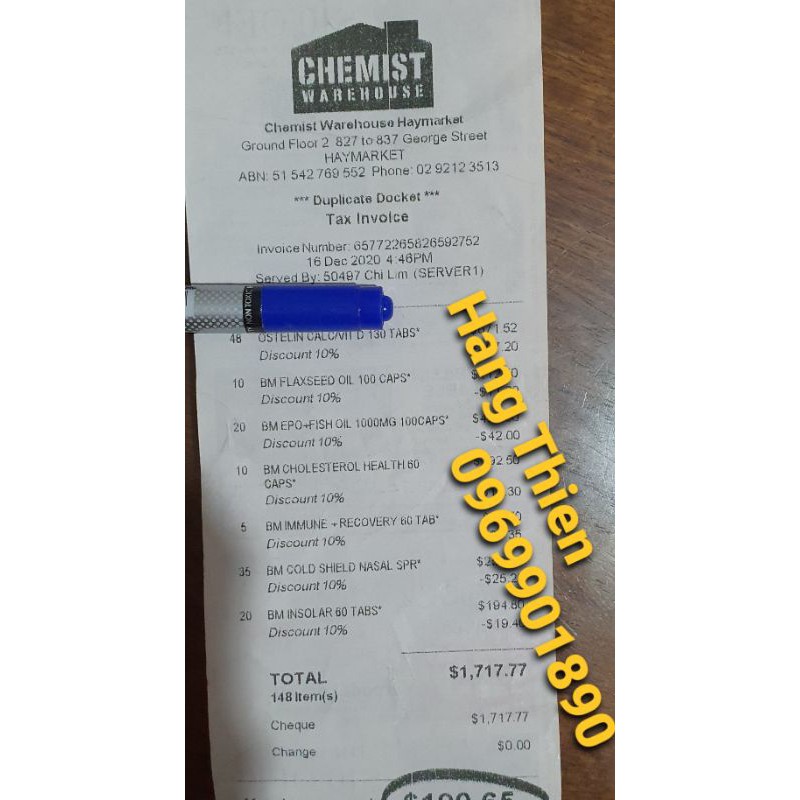 CHEMIST
WAREHOUSE
Chemist Warehouse Haymarket
Ground Floor 2 827 to 837 George Street
HAYMARKET
ABN: 51 542 769 552 Phone: 02 9212 3513
*** Duplicate Docket ***
Tax Invoice
Invoice Number: 65772265826592752
16 Dec 2020 4:46PM
Served By: 50497 Chi Lim (SERVER1)
48 OSTELIN CALC/VIT D 130 TABS*
Discount 10%
10 BM FLAXSEED OIL 100 CAPS*
Discount 10%
20 BM EPO+FISH OIL 1000MG 100CAPS*
Discount 10% -$42.00
10 BM CHOLESTEROL HEALTH 60
CAPS*
Discount 10%
5 BM IMMUNE + RECOVERY 60 TAB*
Discount 10%
35 BM COLD SHIELD NASAL SPR*
Discount 10%
20 BM INSOLAR 60 TABS* $194.80
Discount 10%
TOTAL $1,717.77
148 Item(s)
Cheque $1,717.77
Change $0.00
Hang Thien
0969901890